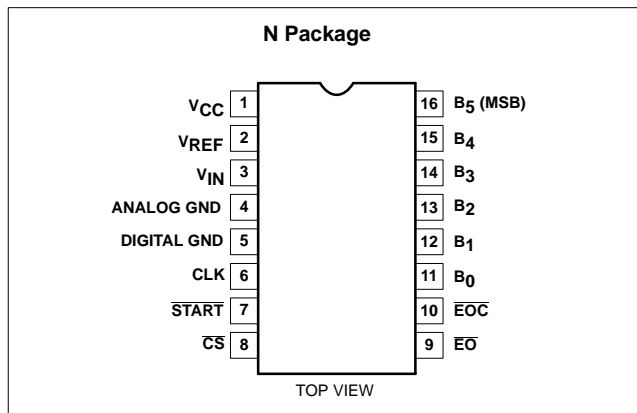 N Package
VCC 1 16 B5 (MSB)
VREF 2 15 B4
VIN 3 14 B3
ANALOG GND 4 13 B2
DIGITAL GND 5 12 B1
CLK 6 11 B0
START 7 10 EOC
CS 8 9 EO
TOP VIEW